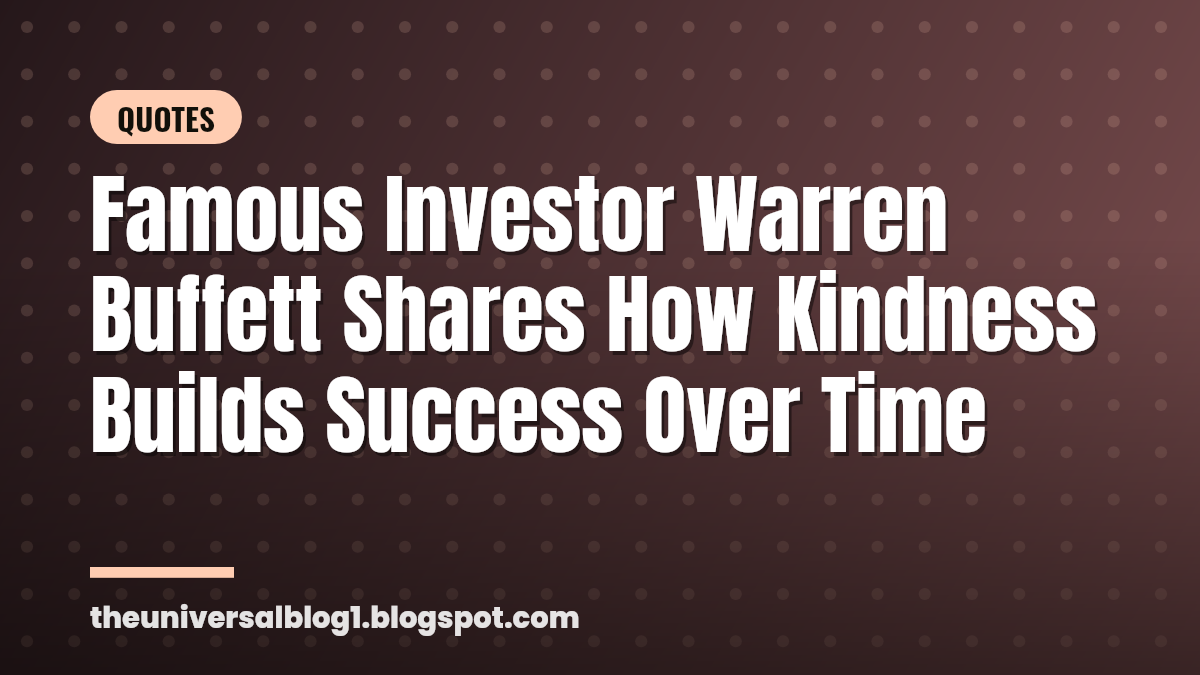 QUOTES
Famous Investor Warren
Buffett Shares How Kindness
Builds Success Over Time
theuniversalblog1.blogspot.com